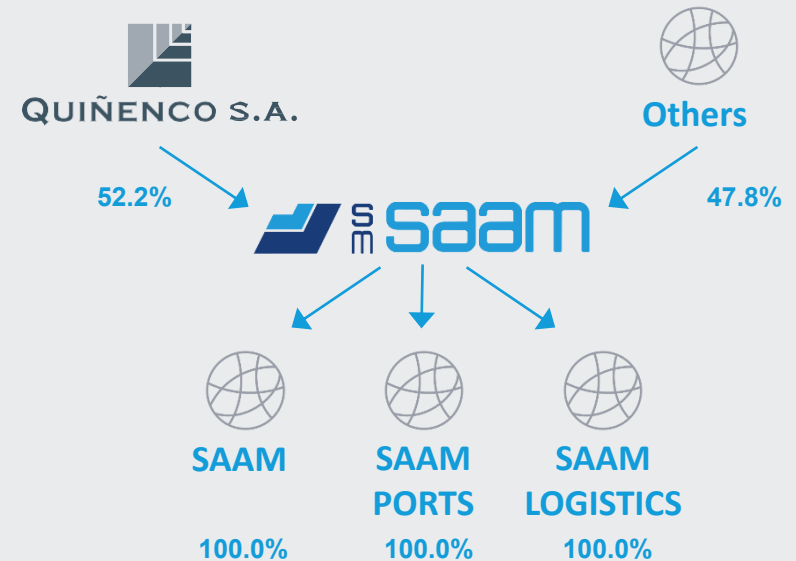 QUIÑENCO S.A.
Others
52.2%
47.8%
SM saam
SAAM
SAAM
PORTS
SAAM
LOGISTICS
100.0%
100.0%
100.0%